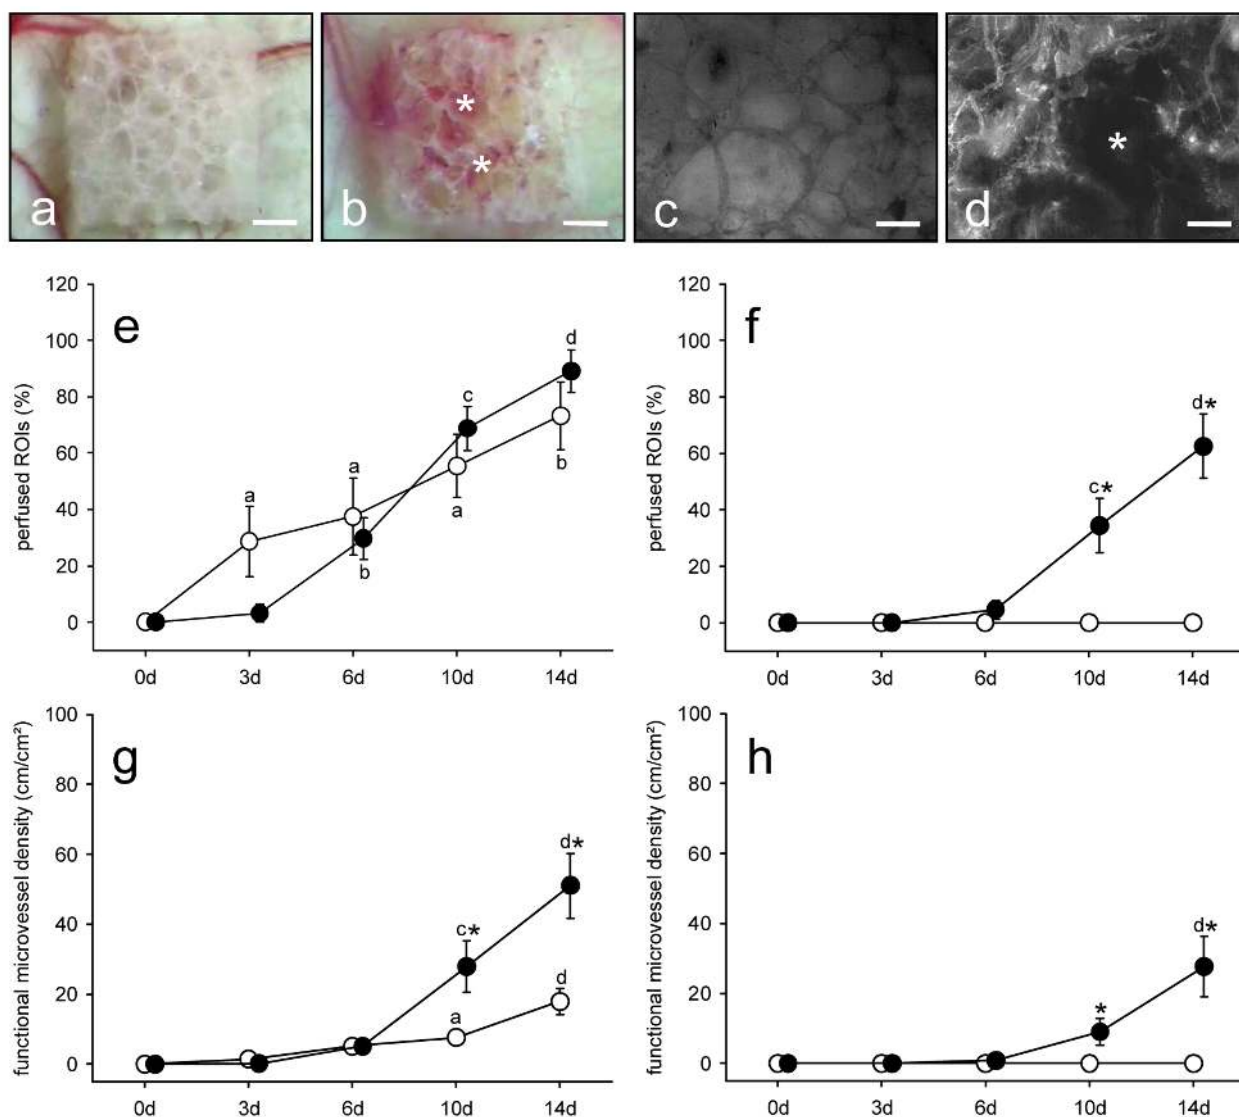 a
b
*
*
c
d
*
120
100
80
60
40
20
0
perfused ROIs (%)
e
a
a
b
a
c
b
d
0d 3d 6d 10d 14d
120
100
80
60
40
20
0
perfused ROIs (%)
f
c*
d*
0d 3d 6d 10d 14d
100
80
60
40
20
0
functional microvessel density (cm/cm²)
g
a
c*
d
d*
0d 3d 6d 10d 14d
100
80
60
40
20
0
functional microvessel density (cm/cm²)
h
*
d*
0d 3d 6d 10d 14d